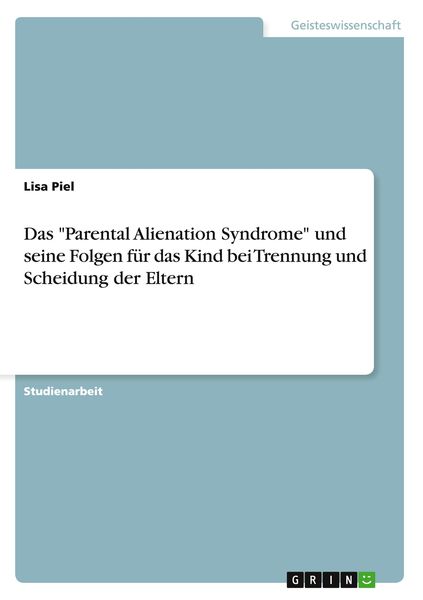 Geisteswissenschaft
Lisa Piel
Das "Parental Alienation Syndrome" und
seine Folgen für das Kind bei Trennung und
Scheidung der Eltern
Studienarbeit
GRIN